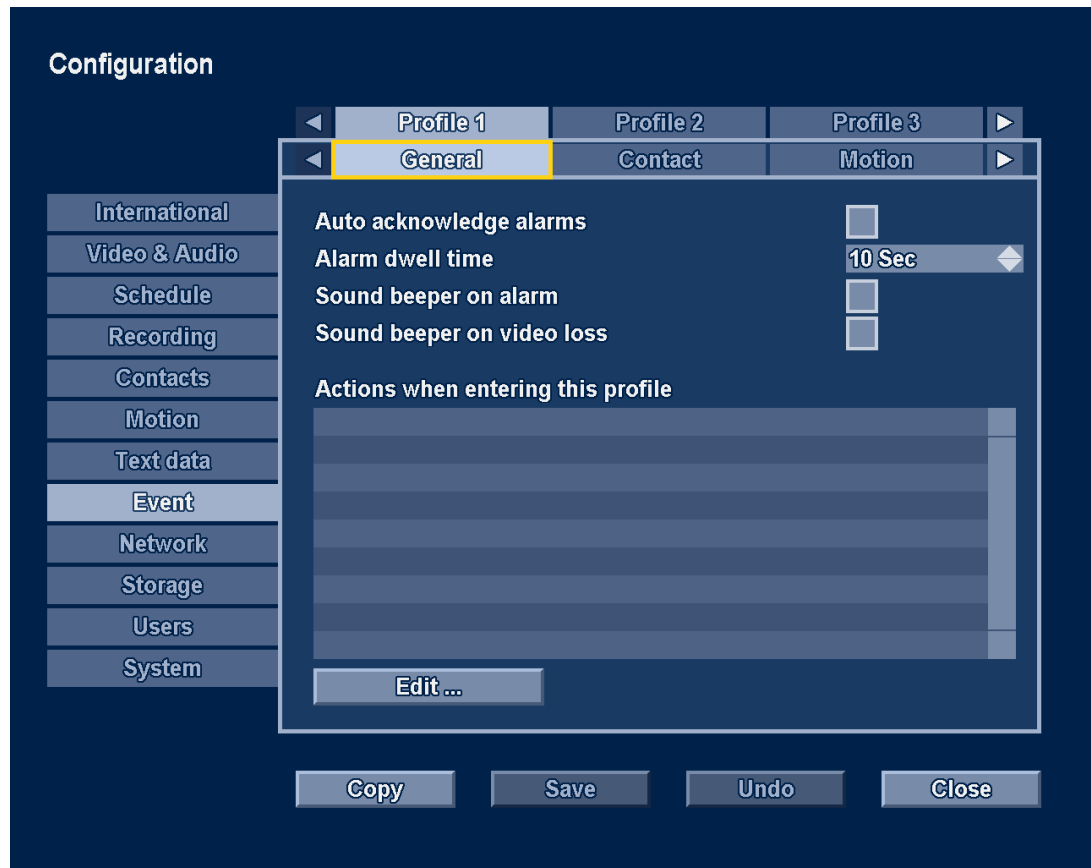 Configuration
Profile 1 Profile 2 Profile 3
General Contact Motion
International
Video & Audio
Schedule
Recording
Contacts
Motion
Text data
Event
Network
Storage
Users
System
Auto acknowledge alarms
Alarm dwell time 10 Sec
Sound beeper on alarm
Sound beeper on video loss
Actions when entering this profile
Edit ...
Copy Save Undo Close